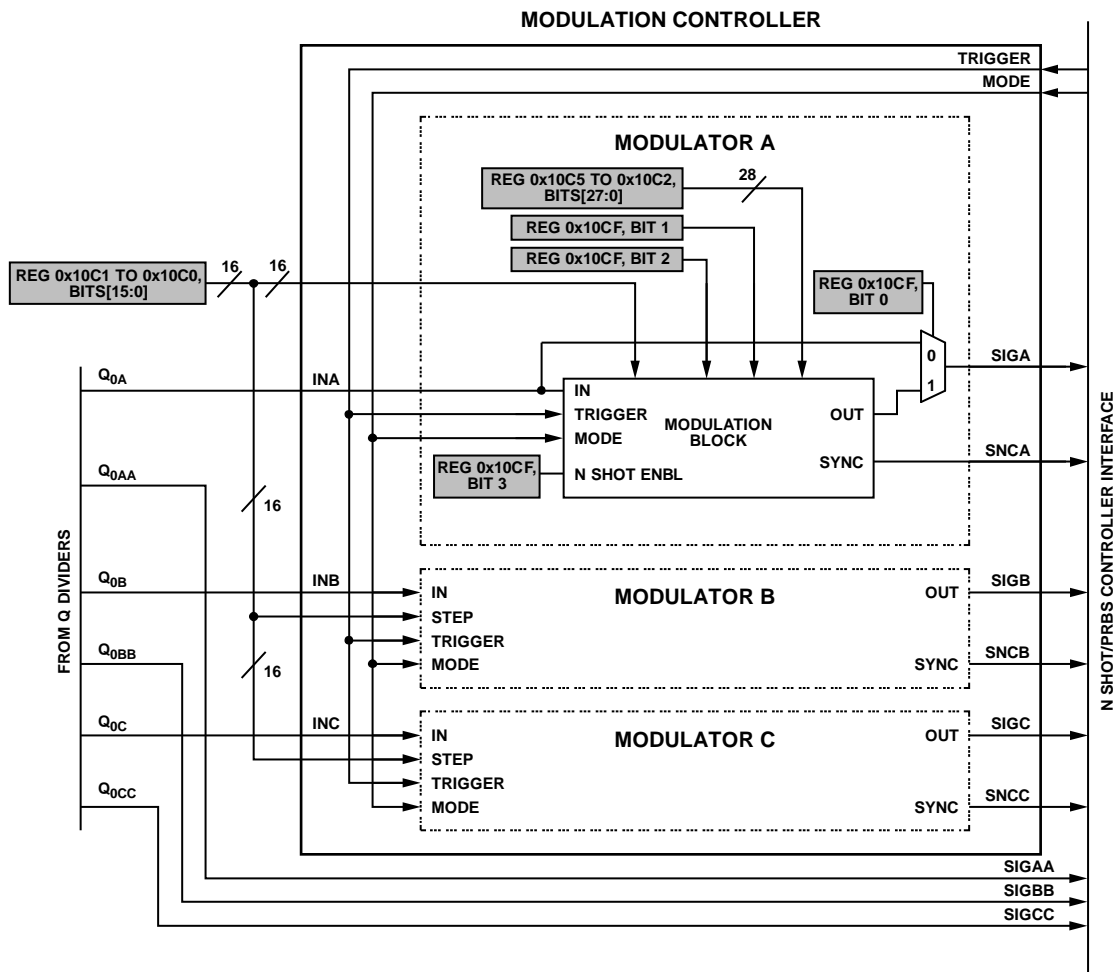 MODULATION CONTROLLER
TRIGGER
MODE
MODULATOR A
REG 0x10C5 TO 0x10C2,
BITS[27:0]
28
REG 0x10CF, BIT 1
REG 0x10CF, BIT 2
REG 0x10C1 TO 0x10C0,
BITS[15:0]
16
16
REG 0x10CF,
BIT 0
0
1
SIGA
Q0A
INA
IN
TRIGGER
MODE
N SHOT ENBL
MODULATION
BLOCK
OUT
SYNC
SNCA
REG 0x10CF,
BIT 3
Q0AA
16
FROM Q DIVIDERS
N SHOT/PRBS CONTROLLER INTERFACE
Q0B
INB
IN
STEP
TRIGGER
MODE
MODULATOR B
OUT
SYNC
SIGB
SNCB
Q0BB
16
Q0C
INC
IN
STEP
TRIGGER
MODE
MODULATOR C
OUT
SYNC
SIGC
SNCC
Q0CC
SIGAA
SIGBB
SIGCC